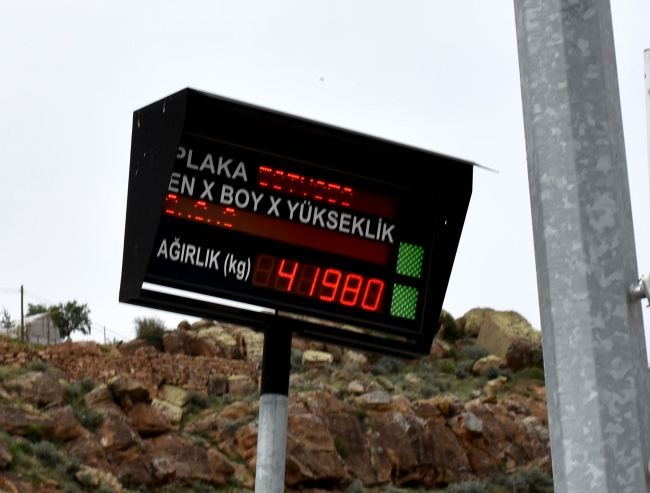 PLAKA
EN X BOY X YÜKSEKLİK
AĞIRLIK (kg) 41980